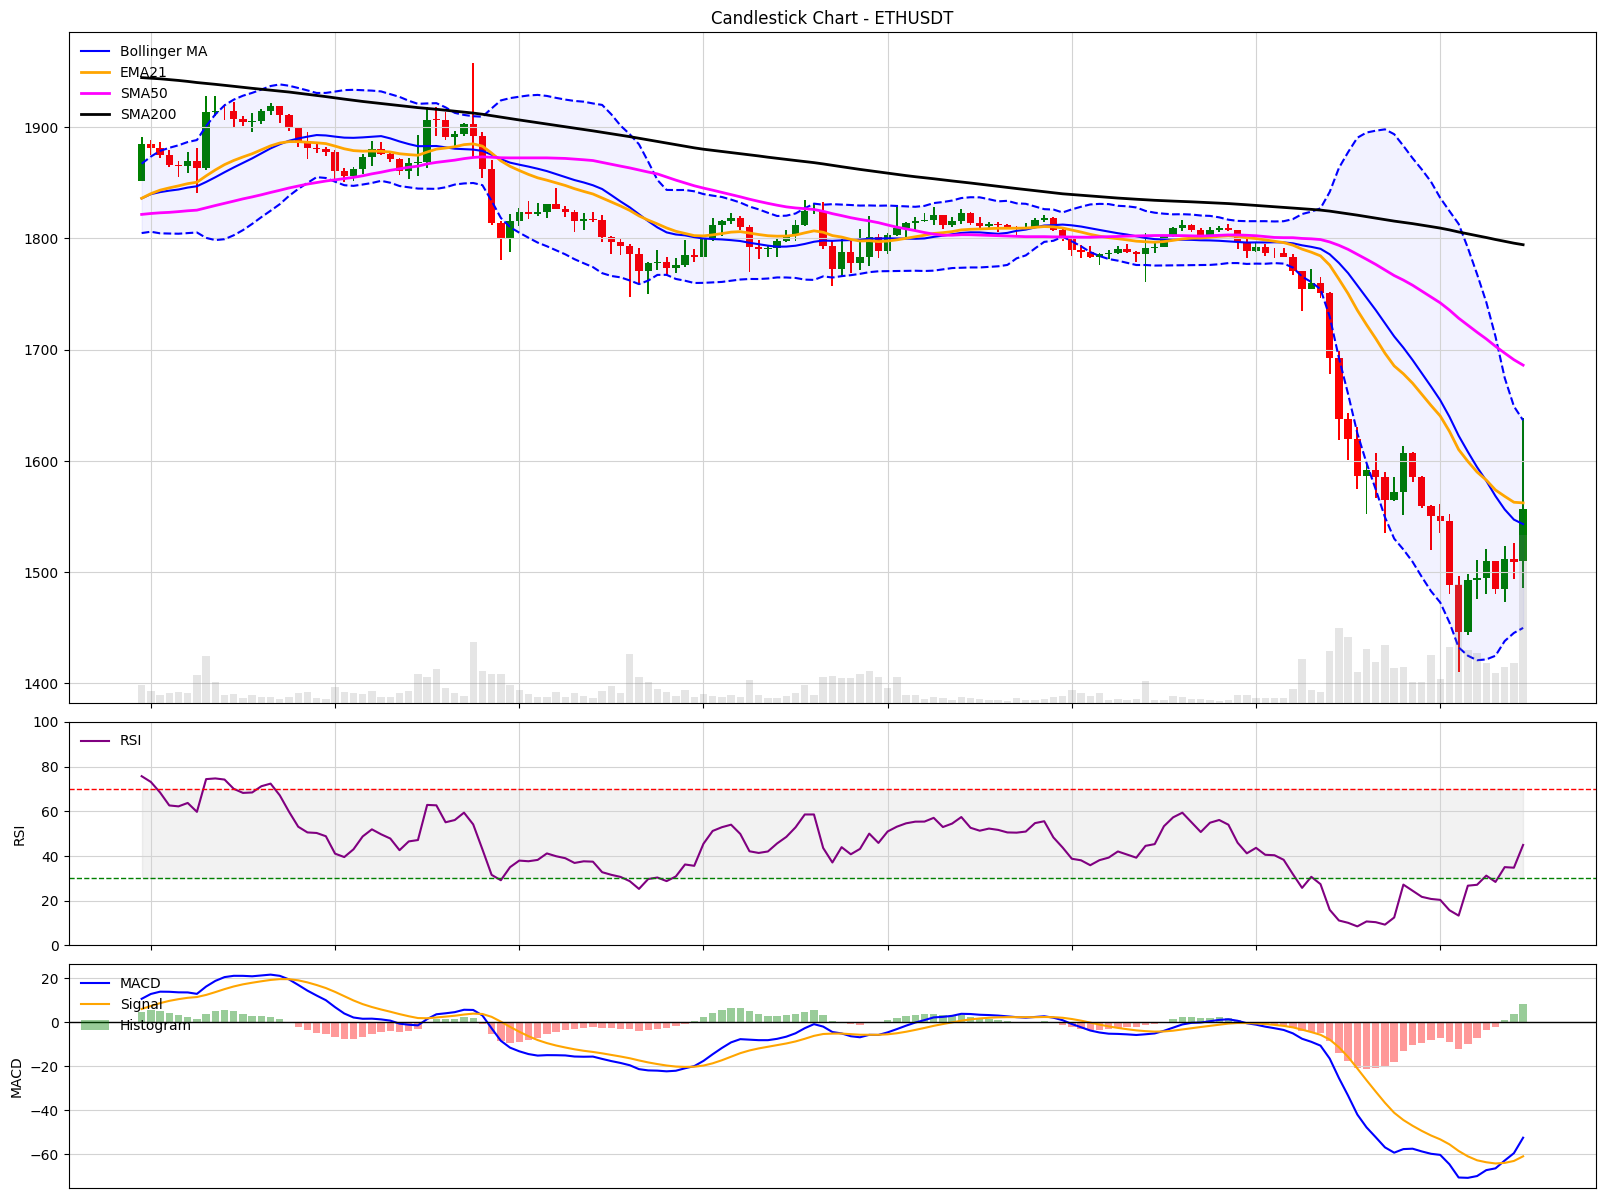 Candlestick Chart - ETHUSDT
Bollinger MA
EMA21
SMA50
SMA200
1900
1800
1700
1600
1500
1400
RSI
100
80
60
40
20
0
RSI
MACD
Signal
Histogram
20
0
−20
−40
−60
MACD